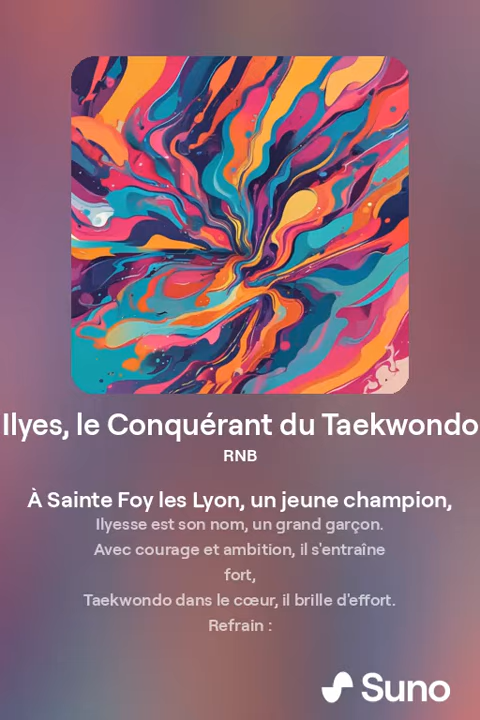 Ilyes, le Conquérant du Taekwondo
RNB
À Sainte Foy les Lyon, un jeune champion,
Ilyesse est son nom, un grand garçon.
Avec courage et ambition, il s'entraîne
fort,
Taekwondo dans le cœur, il brille d'effort.
Refrain :
Suno